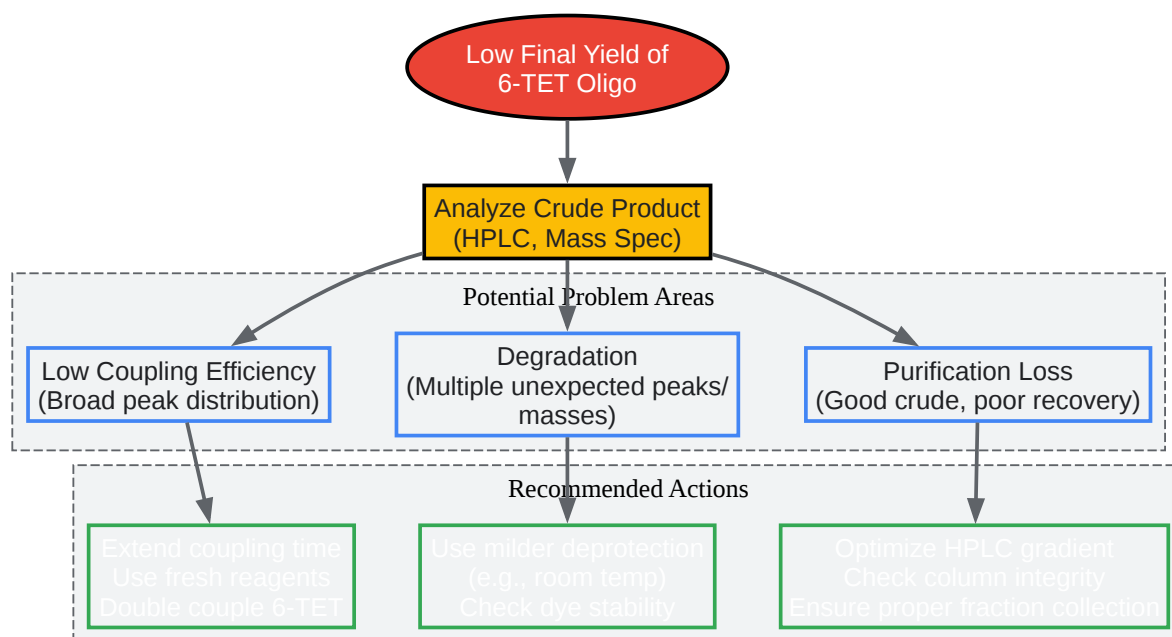 Low Final Yield of
6-TET Oligo
Analyze Crude Product
(HPLC, Mass Spec)
Potential Problem Areas
Low Coupling Efficiency
(Broad peak distribution)
Degradation
(Multiple unexpected peaks/
masses)
Purification Loss
(Good crude, poor recovery)
Recommended Actions
Extend coupling time
Use fresh reagents
Double couple 6-TET
Use milder deprotection
(e.g., room temp)
Check dye stability
Optimize HPLC gradient
Check column integrity
Ensure proper fraction collection